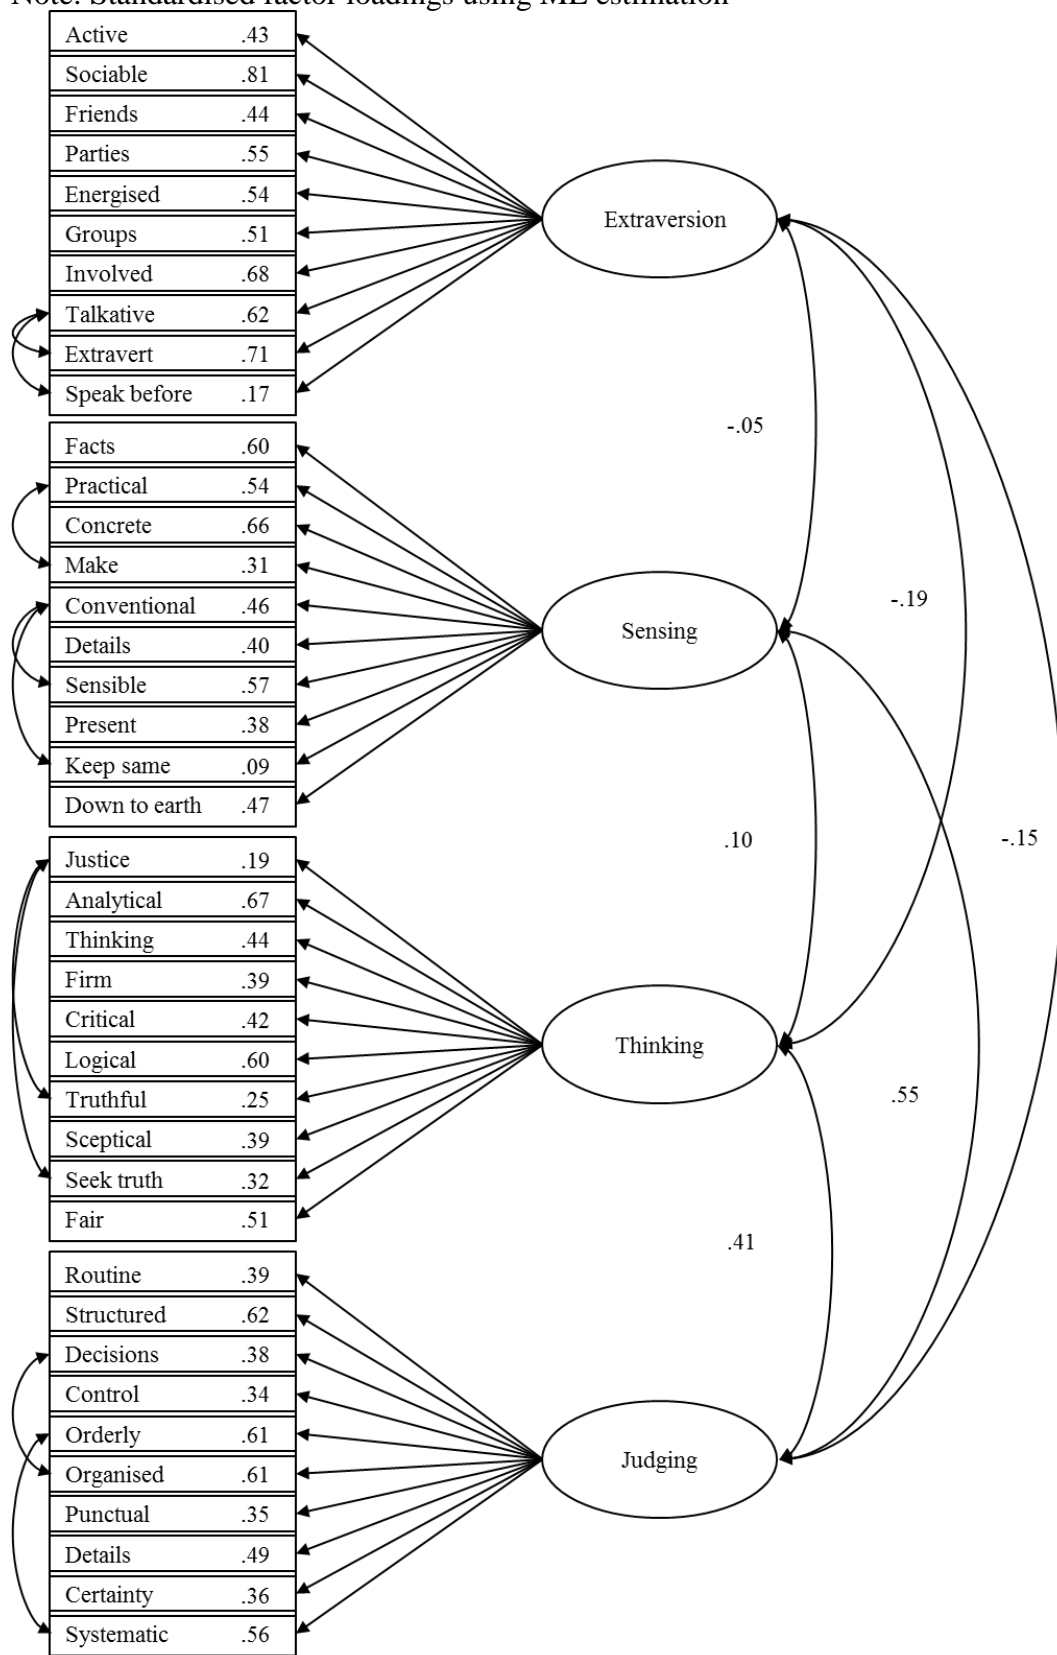 Note: Standardised factor loadings using ML estimation
Active .43
Sociable .81
Friends .44
Parties .55
Energised .54
Groups .51
Involved .68
Talkative .62
Extravert .71
Speak before .17
Extraversion
-.05
Facts .60
Practical .54
Concrete .66
Make .31
Conventional .46
Details .40
Sensible .57
Present .38
Keep same .09
Down to earth .47
Sensing
-.19
.10
-.15
Justice .19
Analytical .67
Thinking .44
Firm .39
Critical .42
Logical .60
Truthful .25
Sceptical .39
Seek truth .32
Fair .51
Thinking
.55
.41
Routine .39
Structured .62
Decisions .38
Control .34
Orderly .61
Organised .61
Punctual .35
Details .49
Certainty .36
Systematic .56
Judging